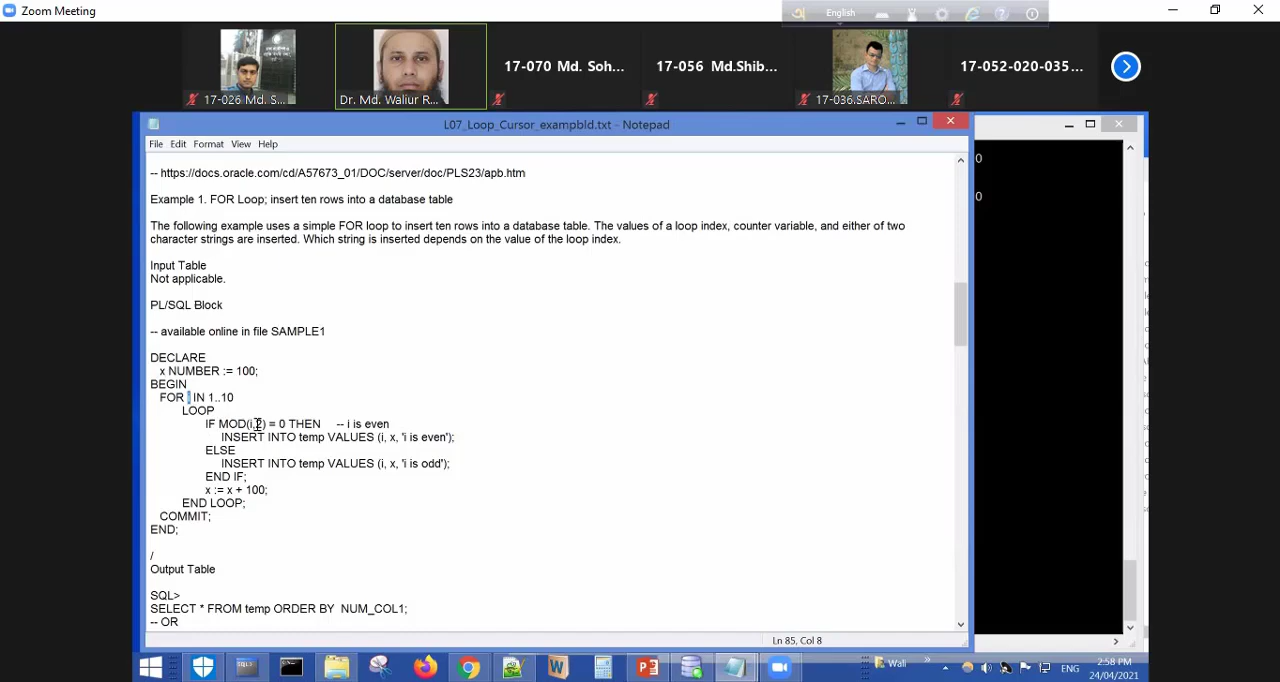 Zoom Meeting
English
17-026 Md. S...
Dr. Md. Waliur R...
17-070 Md. Soh...
17-056 Md.Shib...
17-036.SARO...
17-052-020-035...
L07_Loop_Cursor_exampbld.txt - Notepad
File Edit Format View Help
-- https://docs.oracle.com/cd/A57673_01/DOC/server/doc/PLS23/apb.htm
Example 1. FOR Loop; insert ten rows into a database table
The following example uses a simple FOR loop to insert ten rows into a database table. The values of a loop index, counter variable, and either of two
character strings are inserted. Which string is inserted depends on the value of the loop index.
Input Table
Not applicable.
PL/SQL Block
-- available online in file SAMPLE1
DECLARE
x NUMBER := 100;
BEGIN
FOR i IN 1..10
LOOP
IF MOD(i,2) = 0 THEN -- i is even
INSERT INTO temp VALUES (i, x, 'i is even');
ELSE
INSERT INTO temp VALUES (i, x, 'i is odd');
END IF;
x := x + 100;
END LOOP;
COMMIT;
END;
/
Output Table
SQL>
SELECT * FROM temp ORDER BY NUM_COL1;
-- OR
0
0
Ln 85, Col 8
Wali
ENG
2:58 PM
24/04/2021